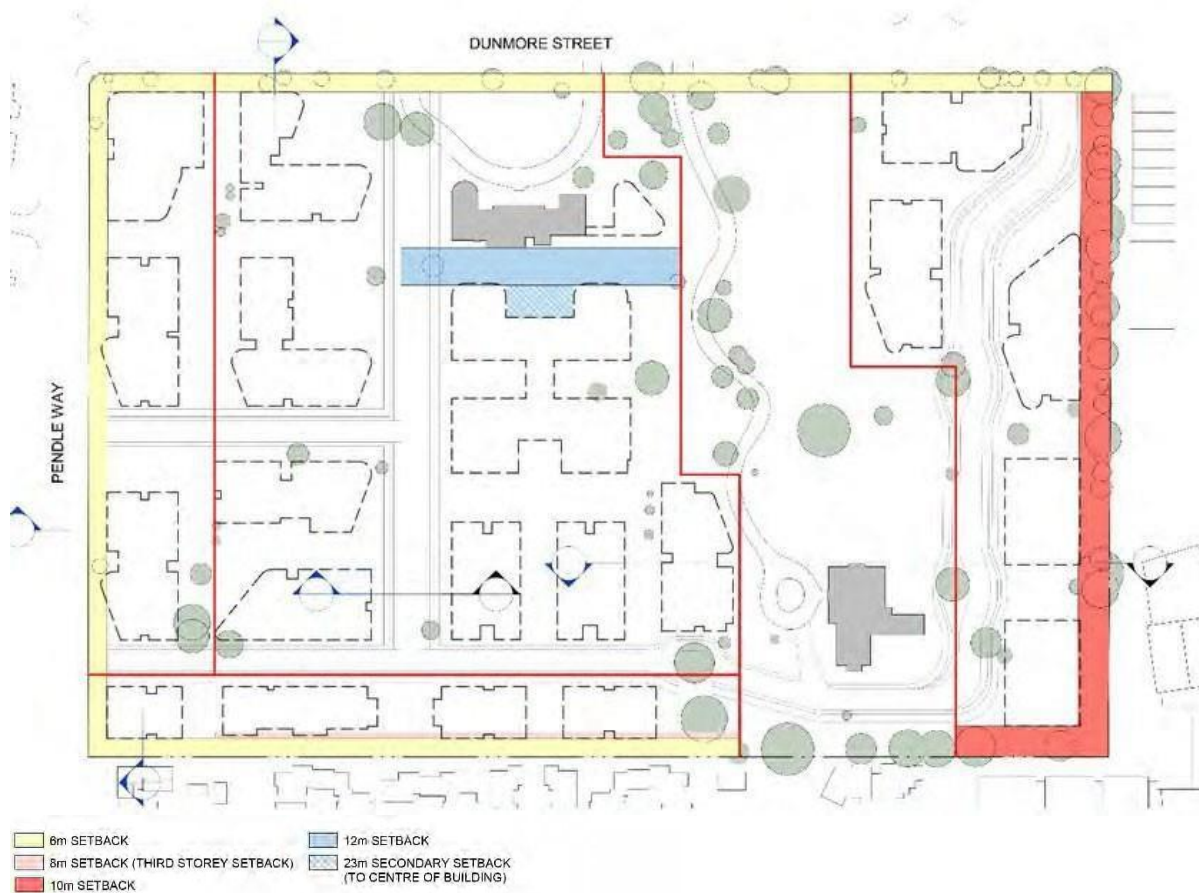 DUNMORE STREET
PENDLE WAY
6m SETBACK
8m SETBACK (THIRD STOREY SETBACK)
10m SETBACK
12m SETBACK
23m SECONDARY SETBACK
(TO CENTRE OF BUILDING)